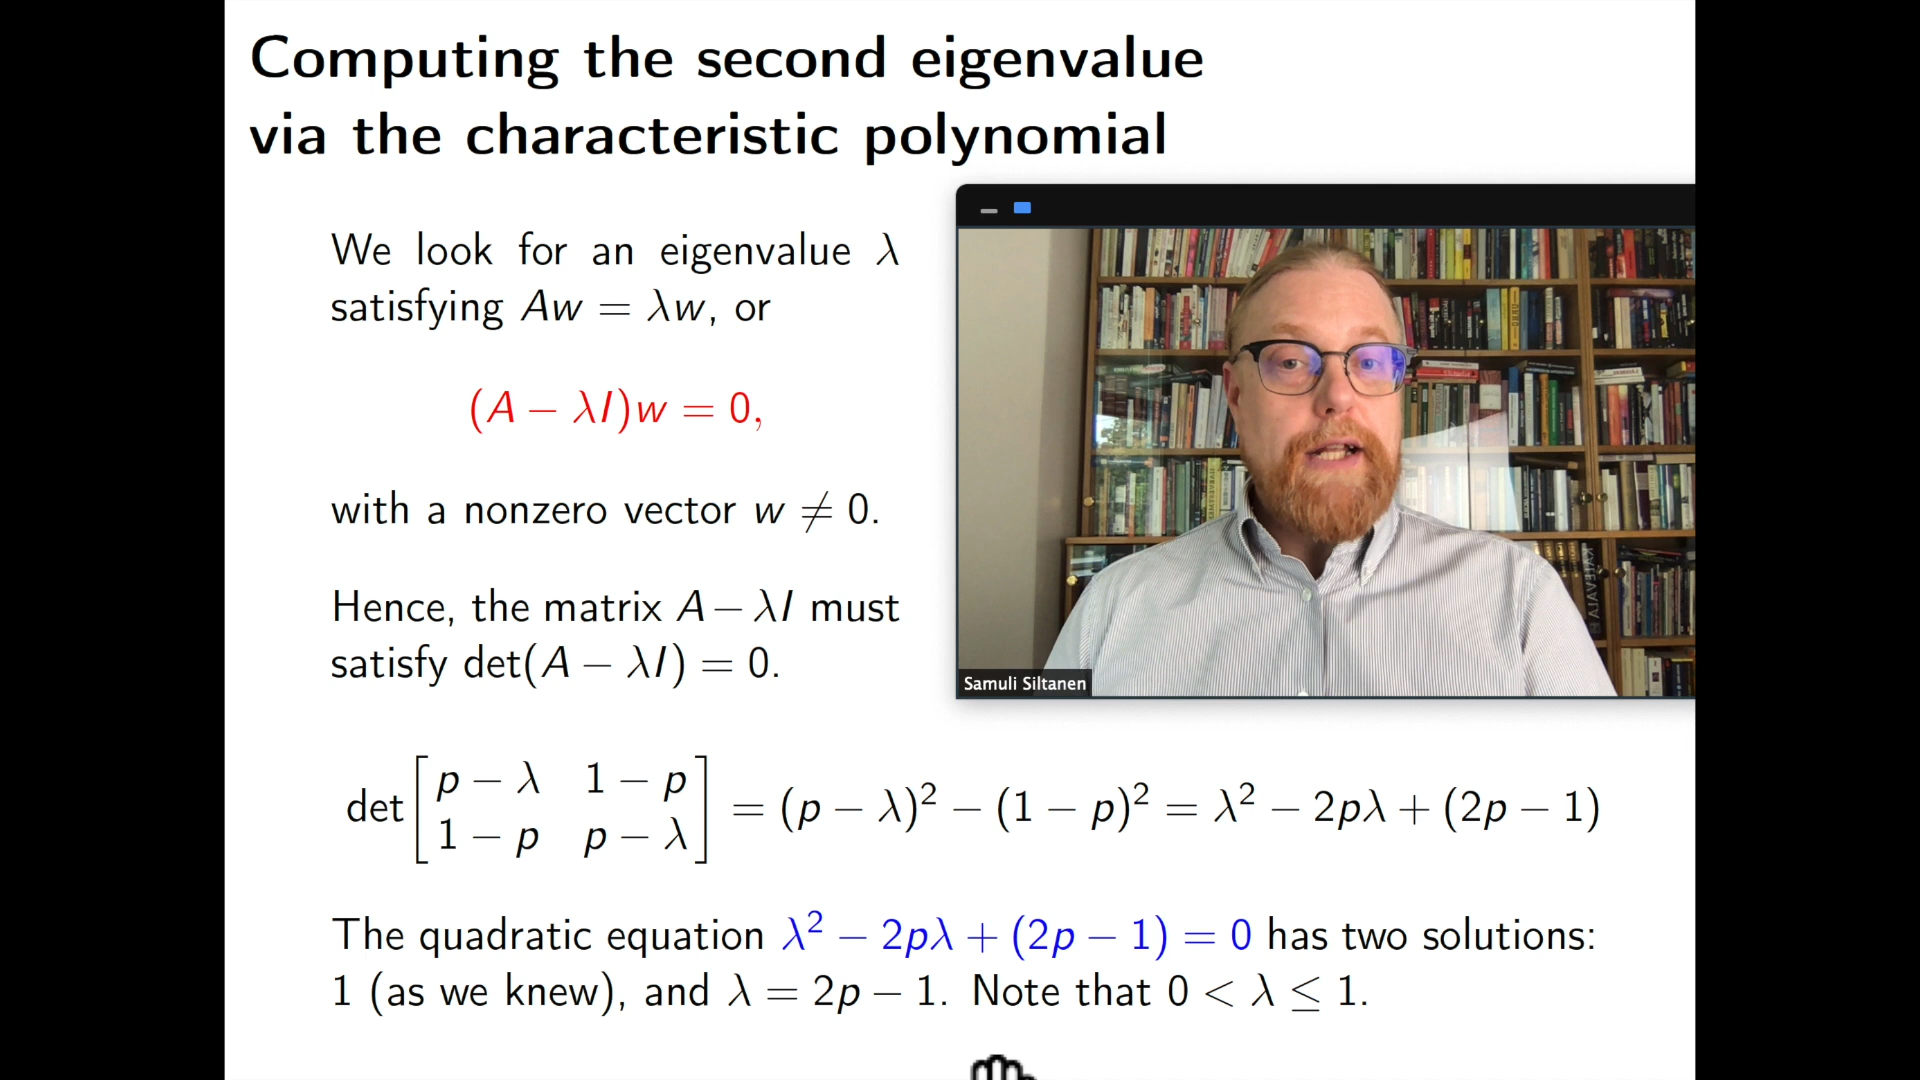 Computing the second eigenvalue
via the characteristic polynomial
We look for an eigenvalue λ
satisfying Aw = λw, or
(A − λI)w = 0,
with a nonzero vector w ≠ 0.
Hence, the matrix A − λI must
satisfy det(A − λI) = 0.
Samuli Siltanen
det [p − λ 1 − p; 1 − p p − λ] = (p − λ)² − (1 − p)² = λ² − 2pλ + (2p − 1)
The quadratic equation λ² − 2pλ + (2p − 1) = 0 has two solutions:
1 (as we knew), and λ = 2p − 1. Note that 0 < λ ≤ 1.